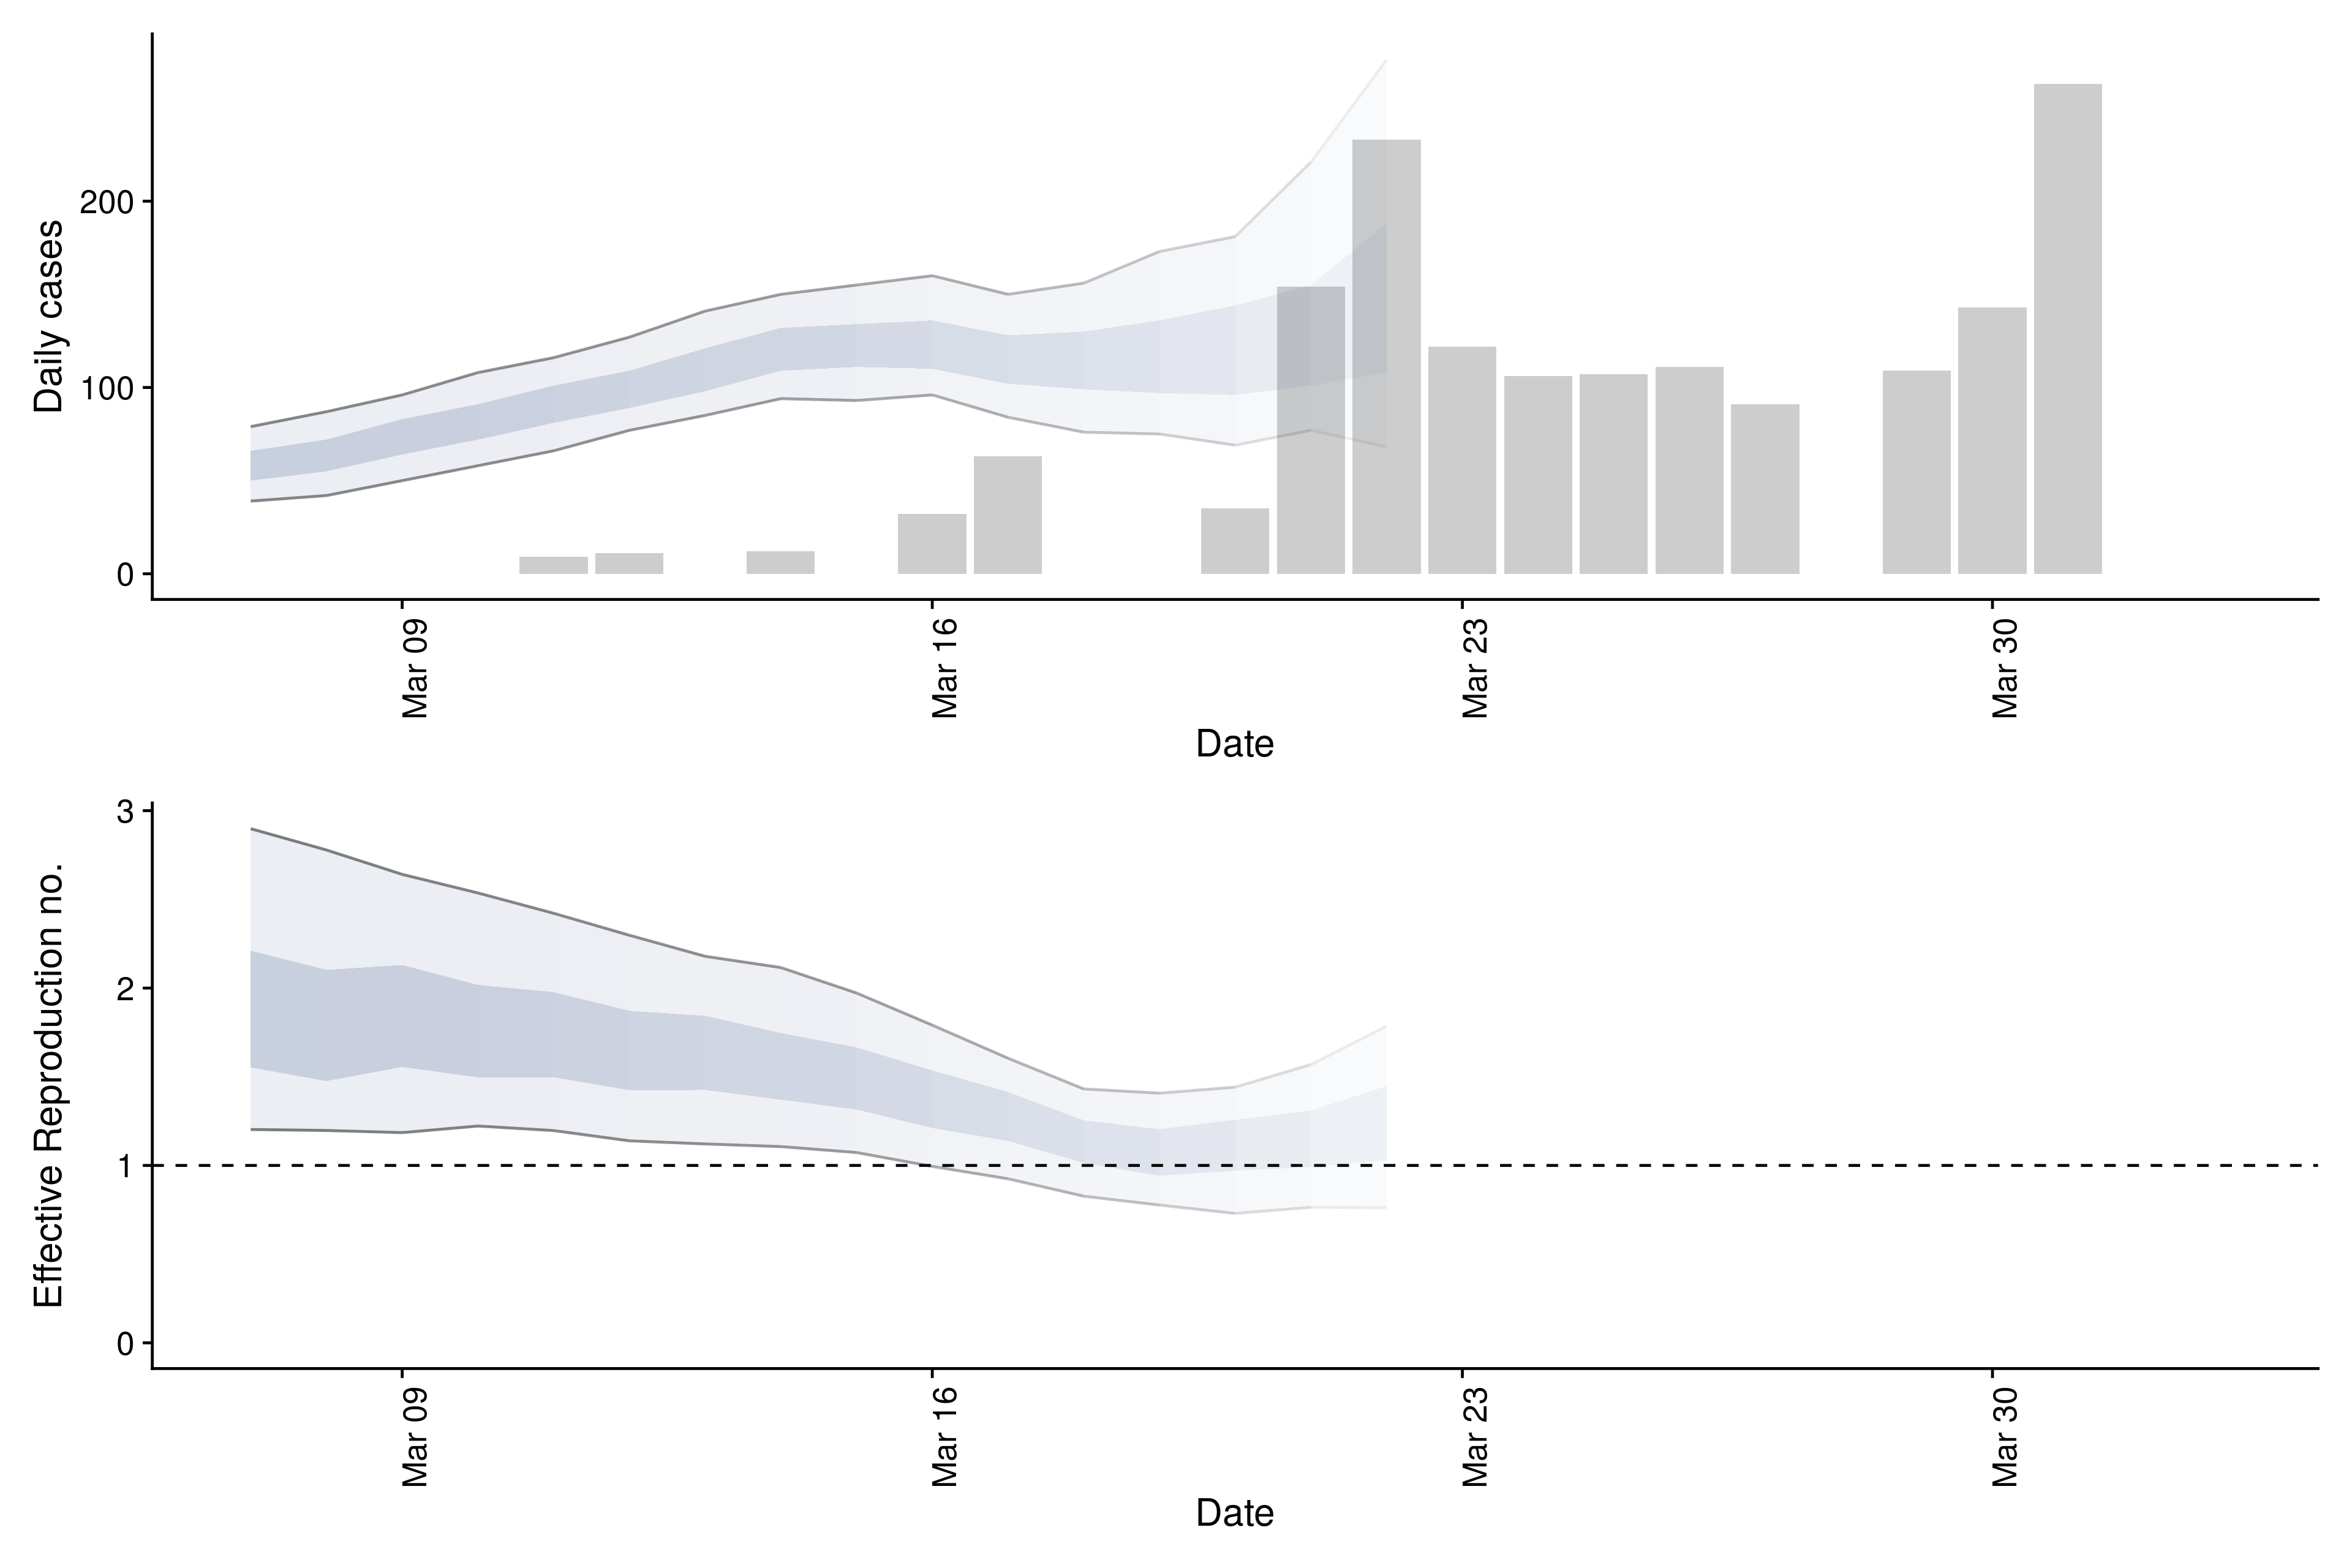 Daily cases
200
100
0
Mar 09
Mar 16
Mar 23
Mar 30
Date
Effective Reproduction no.
3
2
1
0
Mar 09
Mar 16
Mar 23
Mar 30
Date